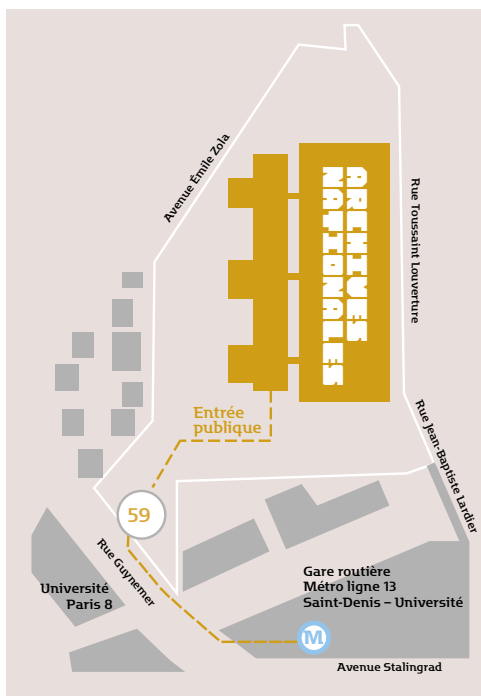 Avenue Émile Zola
ARCHIVES
NATIONALES
Rue Toussaint Louverture
Rue Jean-Baptiste Lardier
Entrée
publique
59
Rue Guynemer
Université
Paris 8
Gare routière
Métro ligne 13
Saint-Denis – Université
M
Avenue Stalingrad